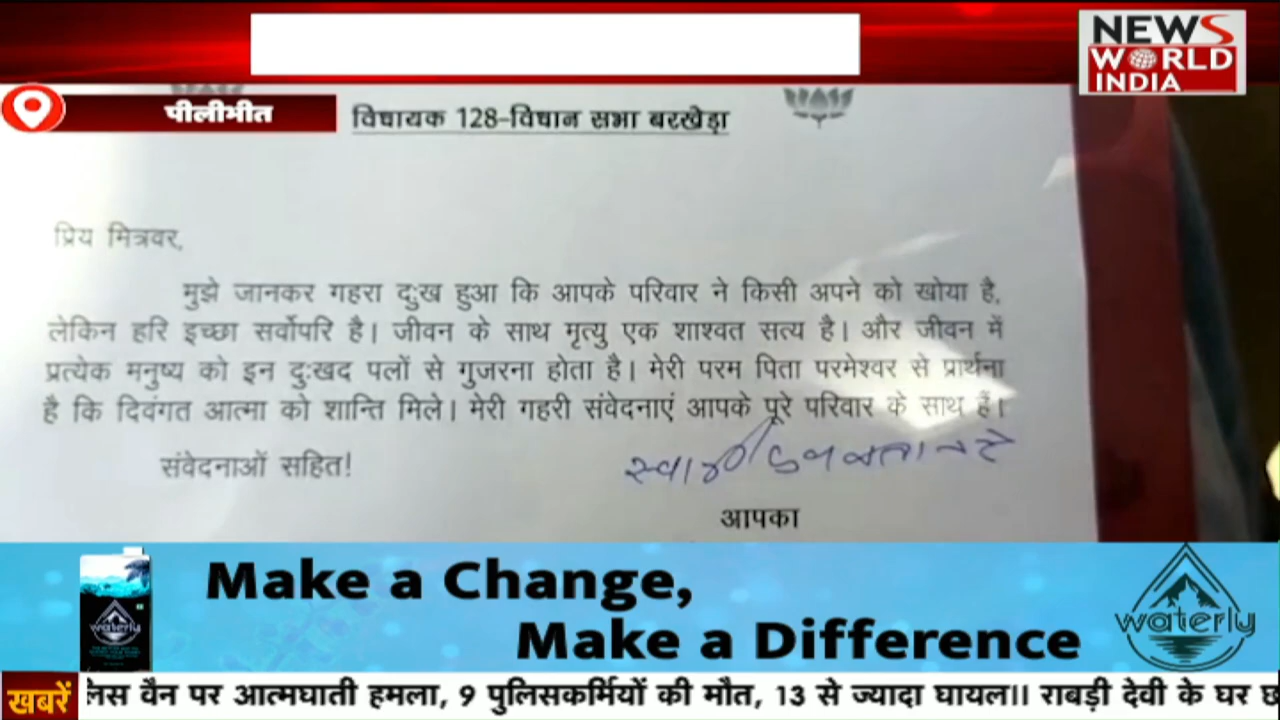 NEWS
WORLD
INDIA
पीलीभीत
विधायक 128-विधान सभा बरखेड़ा
प्रिय मित्रवर,
मुझे जानकर गहरा दुःख हुआ कि आपके परिवार ने किसी अपने को खोया है,
लेकिन हरि इच्छा सर्वोपरि है। जीवन के साथ मृत्यु एक शाश्वत सत्य है। और जीवन में
प्रत्येक मनुष्य को इन दुःखद पलों से गुजरना होता है। मेरी परम पिता परमेश्वर से प्रार्थना
है कि दिवंगत आत्मा को शान्ति मिले। मेरी गहरी संवेदनाएं आपके पूरे परिवार के साथ हैं।
संवेदनाओं सहित!
आपका
Make a Change,
Make a Difference
waterly
waterly
खबरें
लिस वैन पर आत्मघाती हमला, 9 पुलिसकर्मियों की मौत, 13 से ज्यादा घायल।। राबड़ी देवी के घर छ